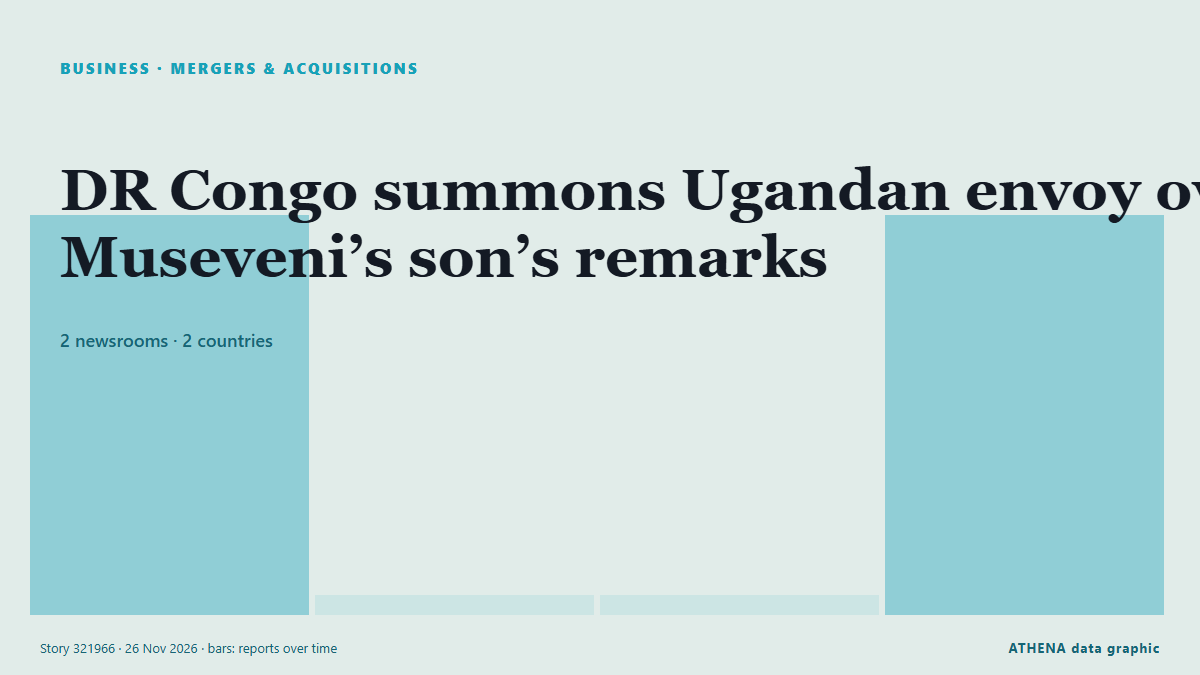 BUSINESS · MERGERS & ACQUISITIONS
DR Congo summons Ugandan envoy
Museveni’s son’s remarks
2 newsrooms · 2 countries
Story 321966 · 26 Nov 2026 · bars: reports over time
ATHENA data graphic